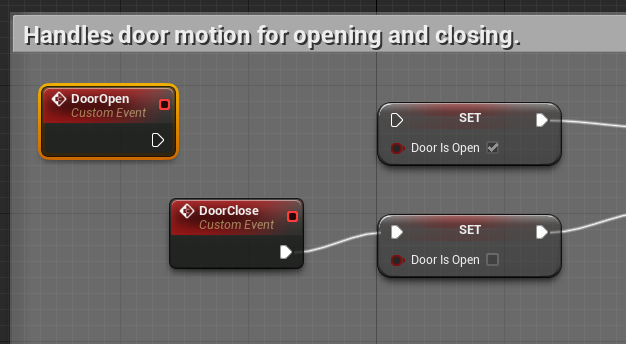 Handles door motion for opening and closing.
DoorOpen
Custom Event
SET
Door Is Open
DoorClose
Custom Event
SET
Door Is Open